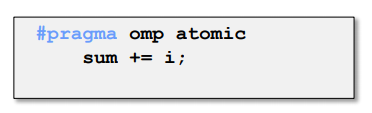 #pragma omp atomic
sum += i;